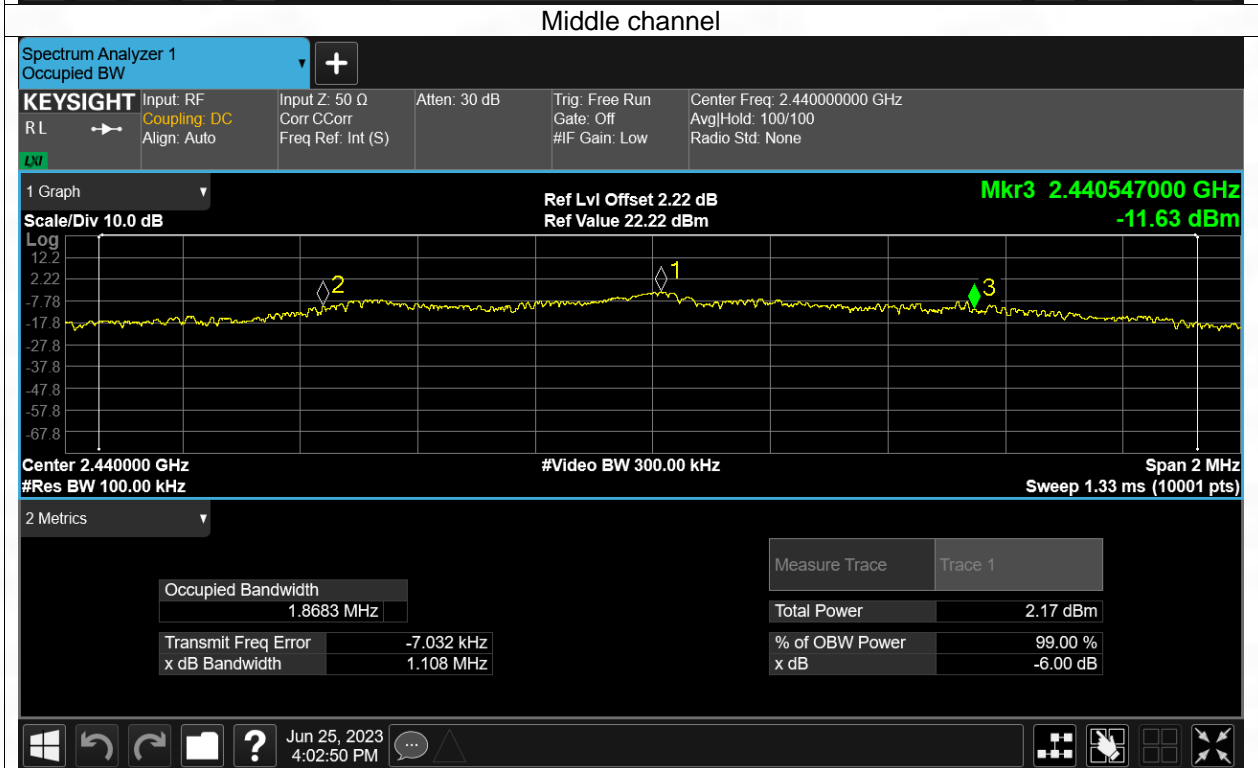 Middle channel
Spectrum Analyzer 1
Occupied BW
KEYSIGHT
R L
LXI
Input: RF
Coupling: DC
Align: Auto
Input Z: 50 Ω
Corr CCorr
Freq Ref: Int (S)
Atten: 30 dB
Trig: Free Run
Gate: Off
#IF Gain: Low
Center Freq: 2.440000000 GHz
Avg|Hold: 100/100
Radio Std: None
1 Graph
Scale/Div 10.0 dB
Ref Lvl Offset 2.22 dB
Ref Value 22.22 dBm
Mkr3 2.440547000 GHz
-11.63 dBm
Log
12.2
2.22
-7.78
-17.8
-27.8
-37.8
-47.8
-57.8
-67.8
2
1
3
Center 2.440000 GHz
#Res BW 100.00 kHz
#Video BW 300.00 kHz
Span 2 MHz
Sweep 1.33 ms (10001 pts)
2 Metrics
Measure Trace Trace 1
Occupied Bandwidth
1.8683 MHz
Total Power 2.17 dBm
Transmit Freq Error -7.032 kHz
% of OBW Power 99.00 %
x dB Bandwidth 1.108 MHz
x dB -6.00 dB
?
Jun 25, 2023
4:02:50 PM